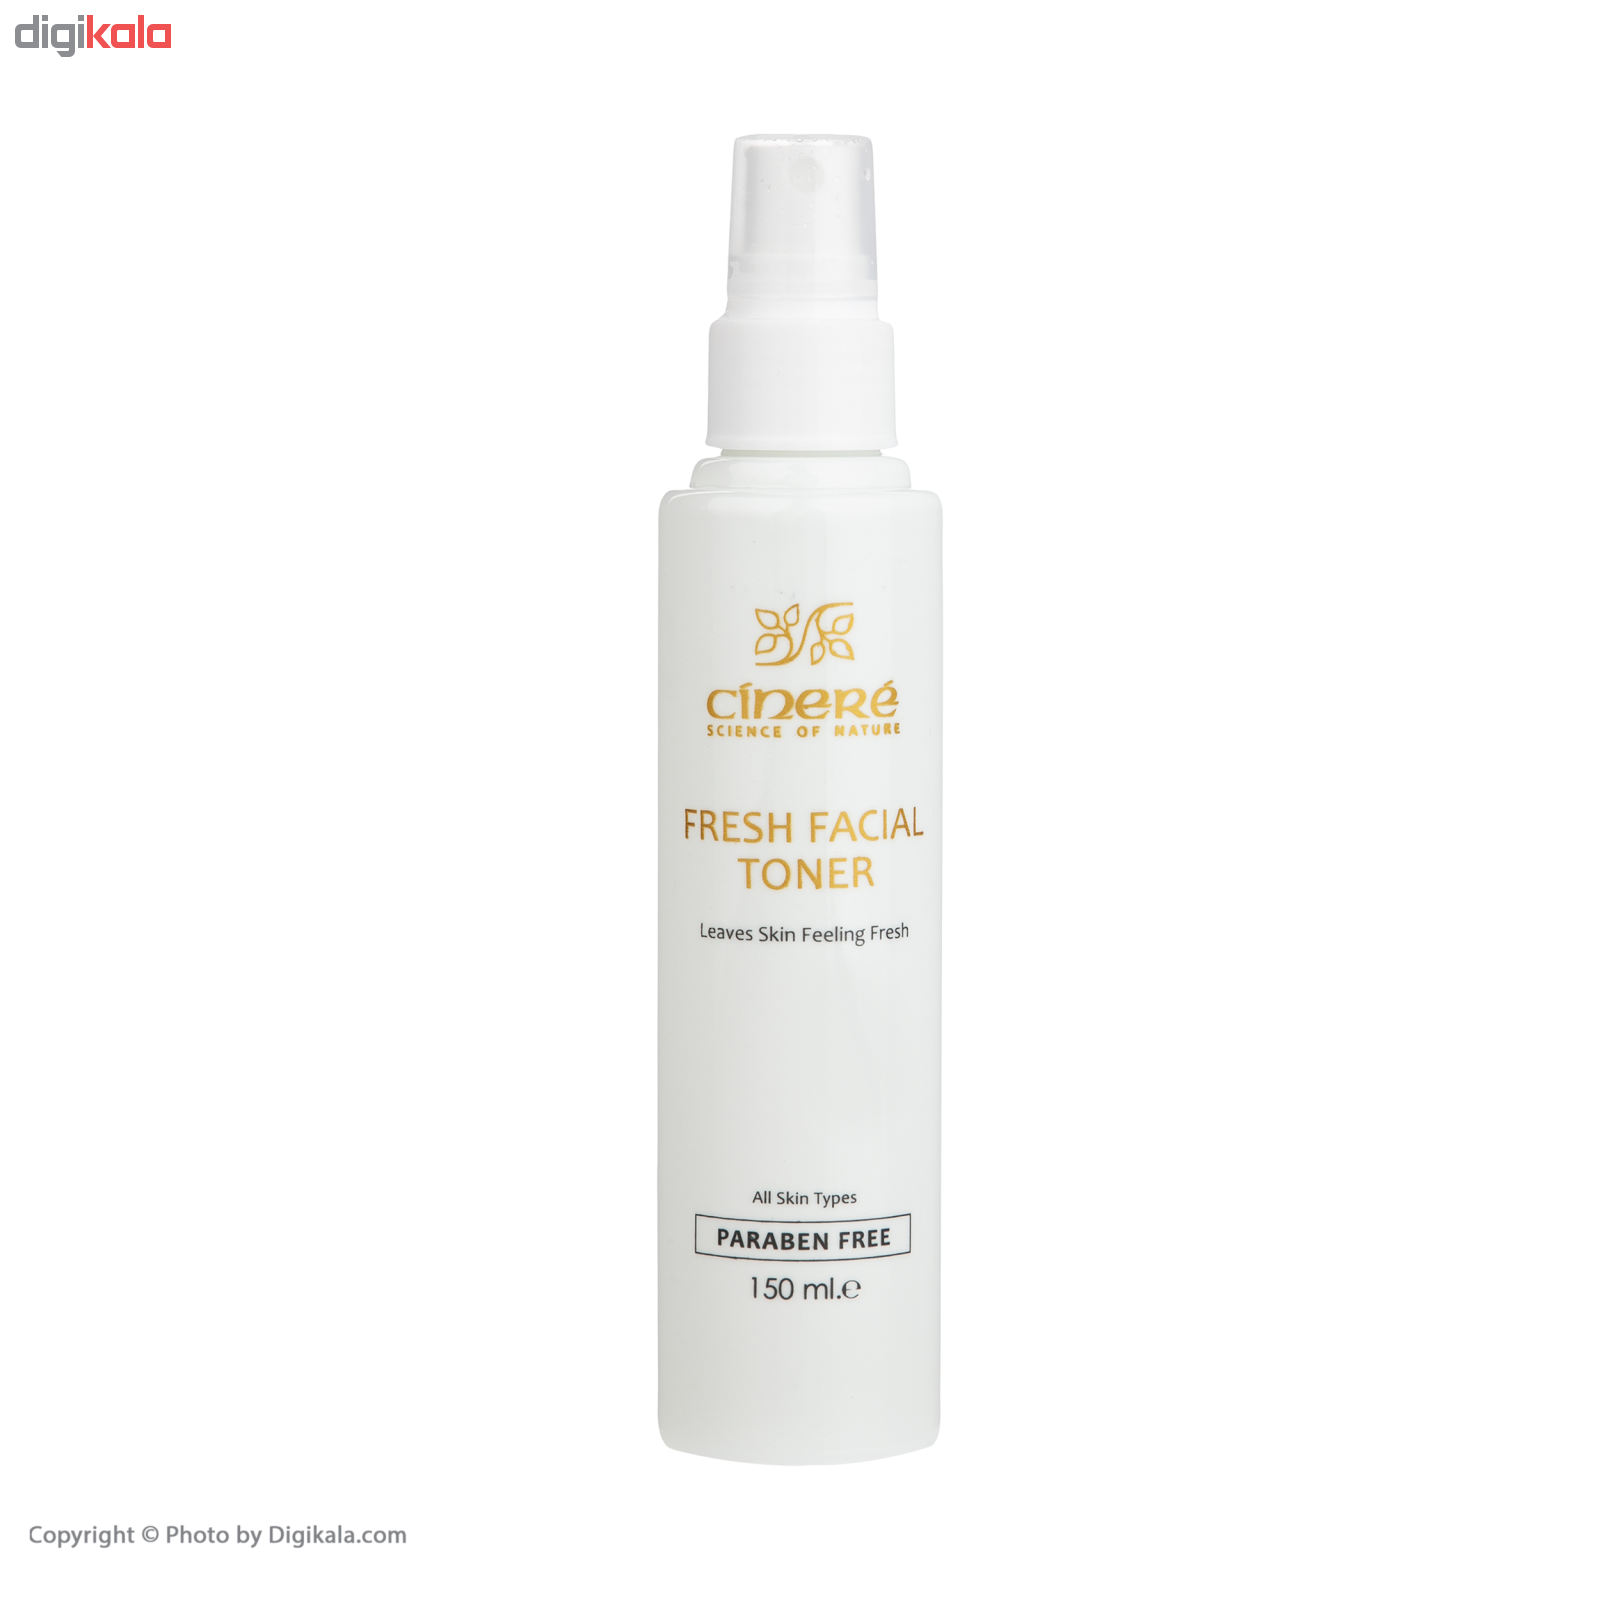 digikala
cíneré
SCIENCE OF NATURE
FRESH FACIAL
TONER
Leaves Skin Feeling Fresh
All Skin Types
PARABEN FREE
150 ml.℮
Copyright © Photo by Digikala.com